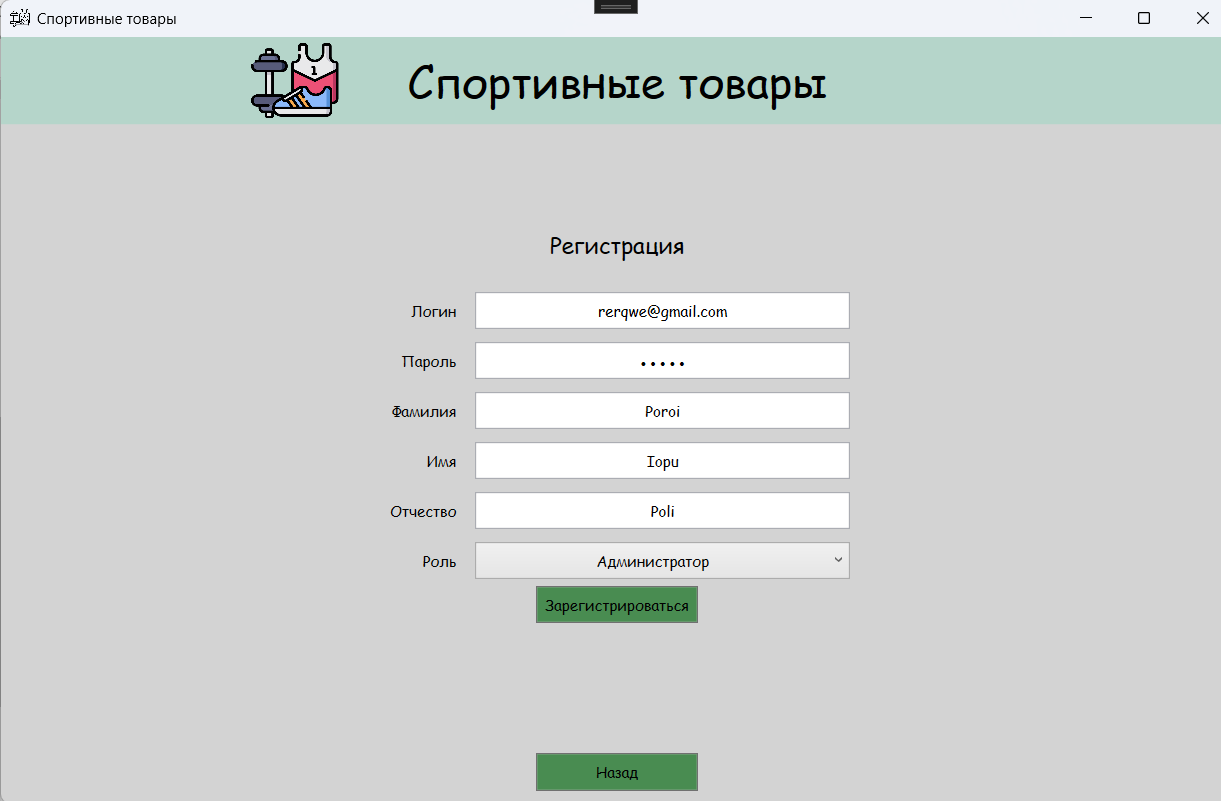 Спортивные товары
1
Спортивные товары
Регистрация
Логин rerqwe@gmail.com
Пароль •••••
Фамилия Poroi
Имя Iopu
Отчество Poli
Роль Администратор
Зарегистрироваться
Назад